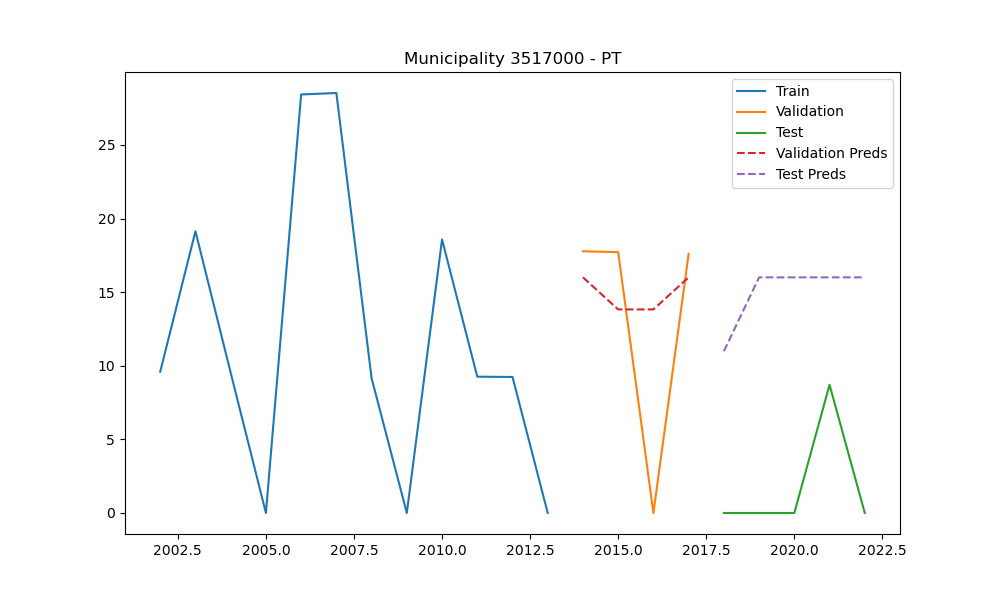 Municipality 3517000 - PT
Train
Validation
Test
Validation Preds
Test Preds
25
20
15
10
5
0
2002.5 2005.0 2007.5 2010.0 2012.5 2015.0 2017.5 2020.0 2022.5